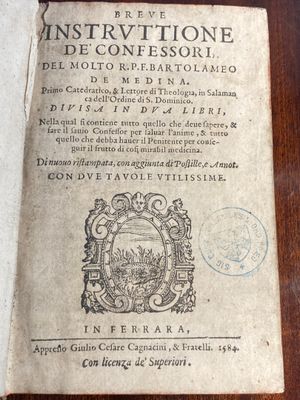 BREVE
INSTRVTTIONE
DE' CONFESSORI,
DEL MOLTO R.P.F. BARTOLAMEO
DE MEDINA.
Primo Catedratico, & Lettore di Theologia, in Salaman
ca dell'Ordine di S. Domenico.
DIVISA IN DVA LIBRI,
Nella qual si contiene tutto quello che deue sapere, &
fare il sauio Confessor per saluar l'anime, & tutto
quello che debba hauer il Penitente per conse-
guir il frutto di così mirabil medicina.
Di nuouo ristampata, con aggiunta di Postille, e Annot.
CON DVE TAVOLE VTILISSIME.
IN FERRARA,
Appresso Giulio Cesare Cagnacini, & Fratelli. 1584.
Con licenza de' Superiori.